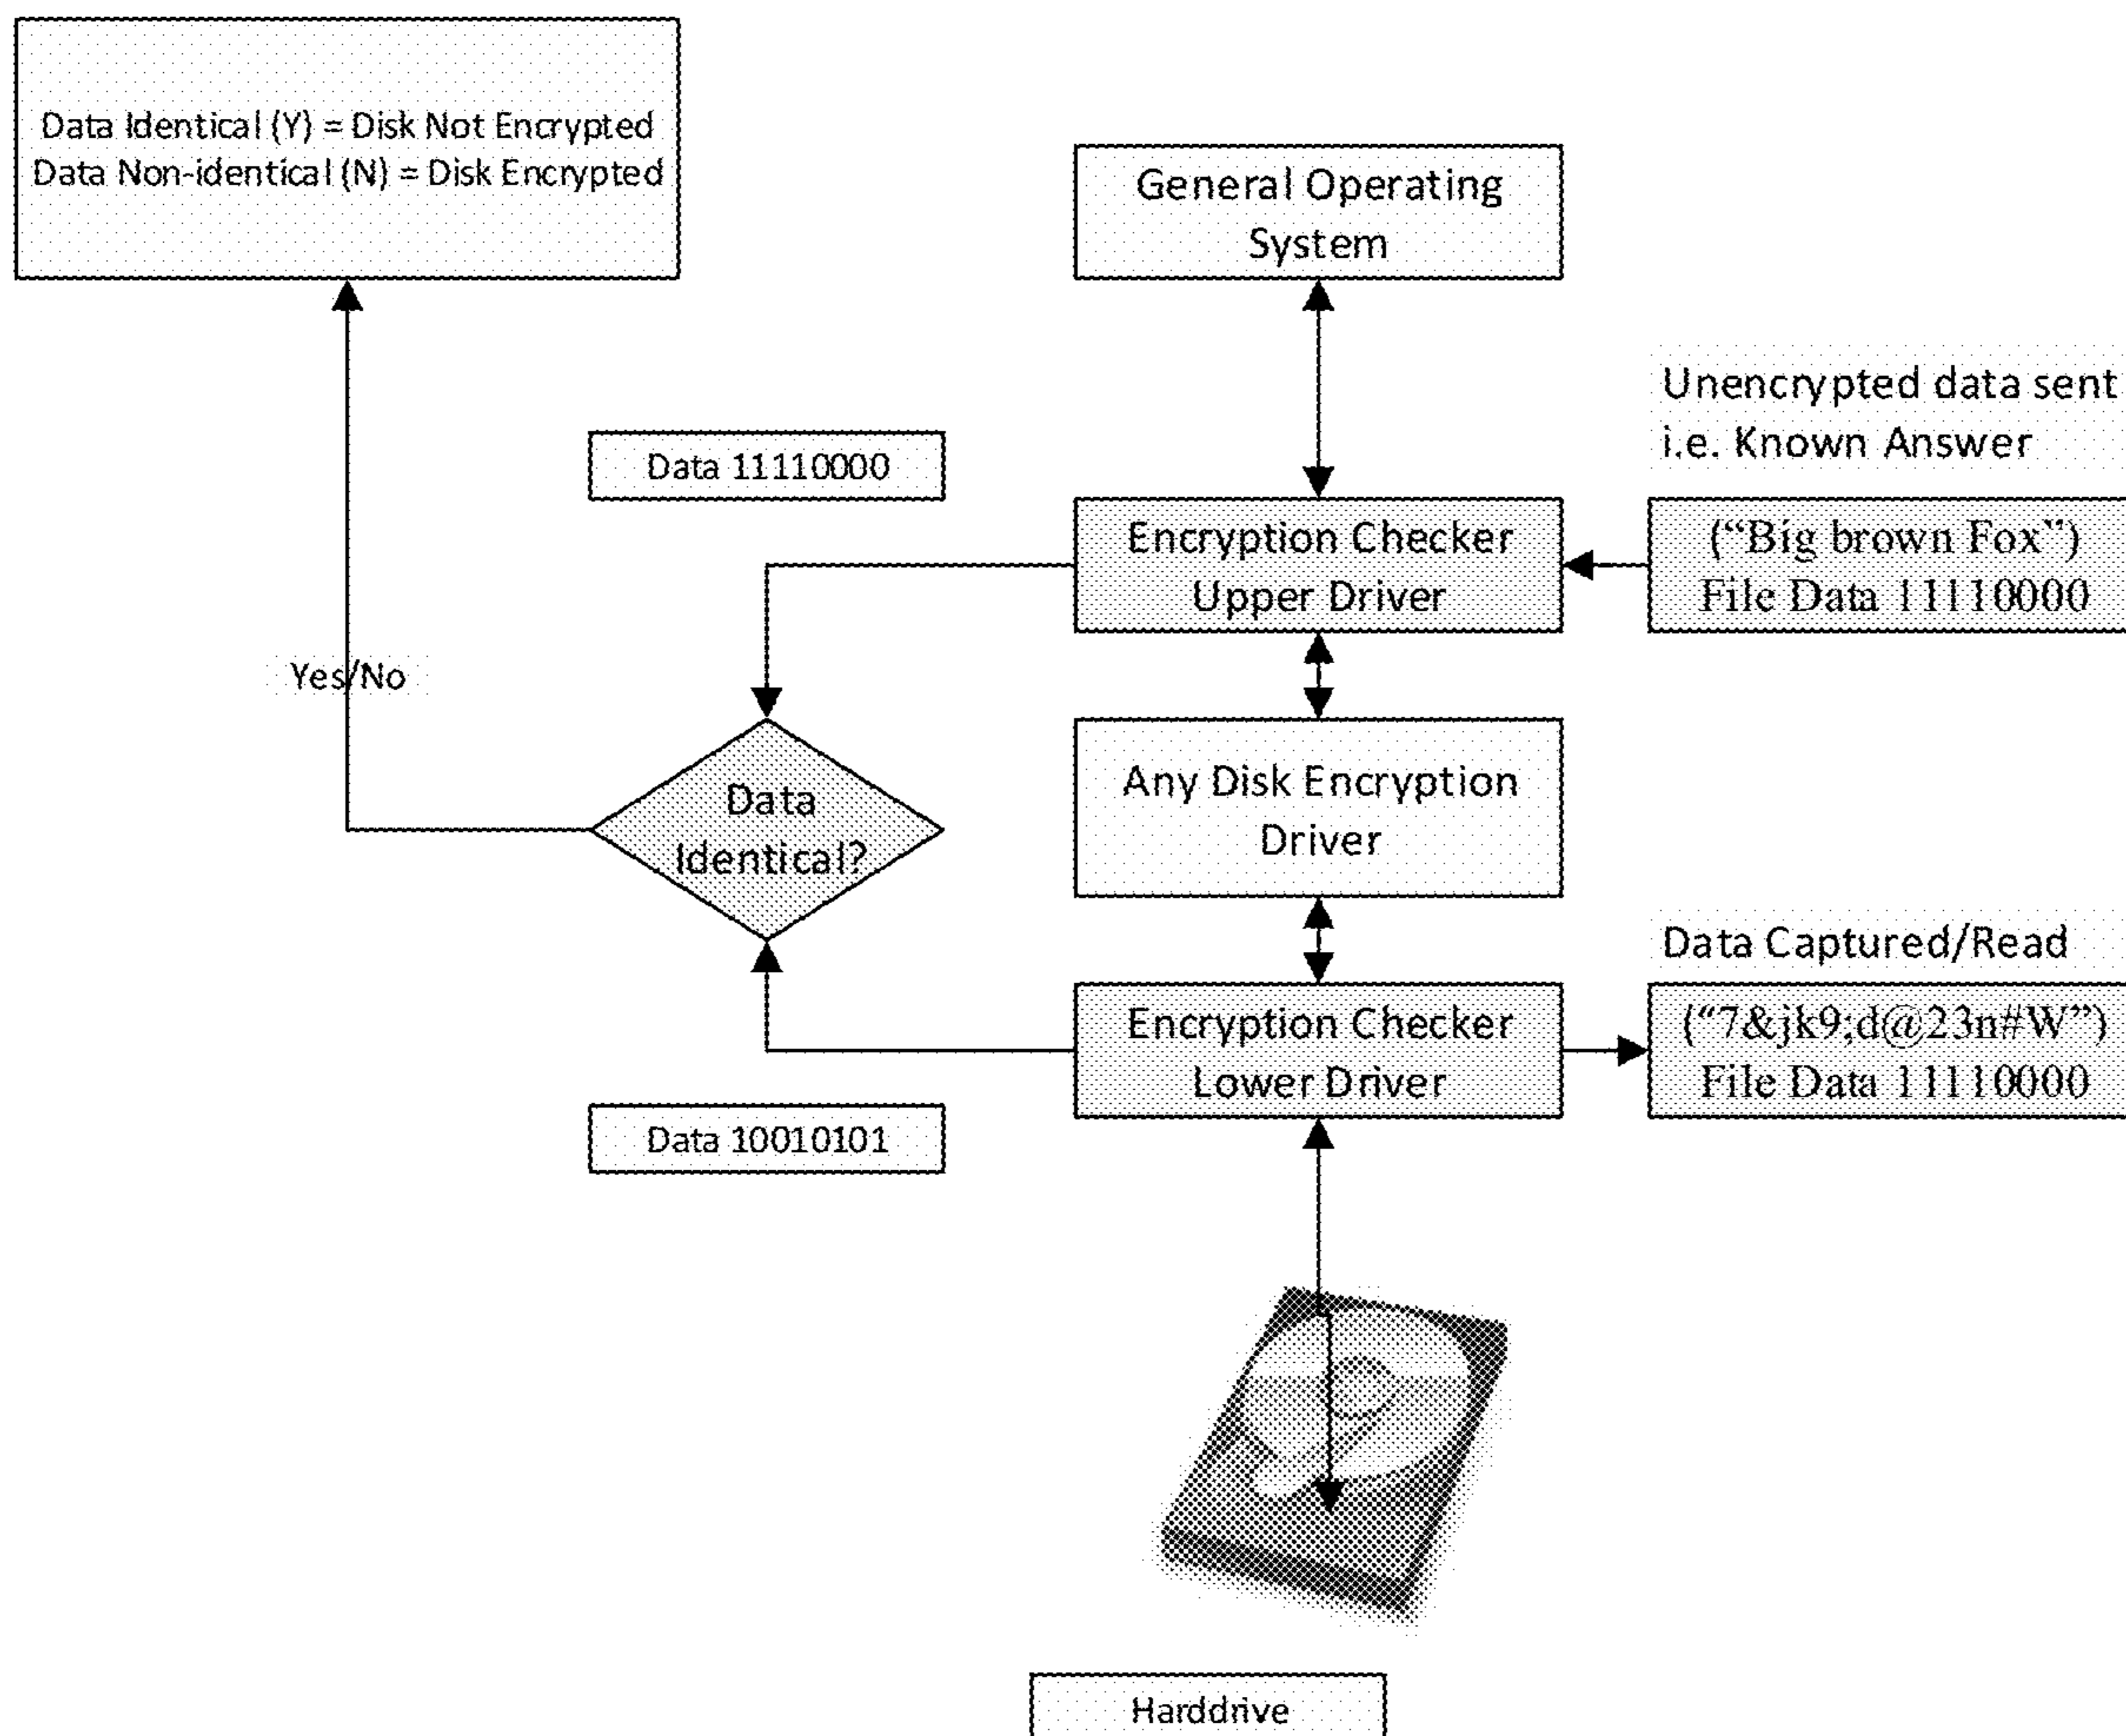 Data Identical (Y) = Disk Not Encrypted
Data Non-identical (N) = Disk Encrypted
General Operating
System
Unencrypted data sent
i.e. Known Answer
Data 11110000
Encryption Checker
Upper Driver
("Big brown Fox")
File Data 11110000
Yes/No
Data
Identical?
Any Disk Encryption
Driver
Data Captured/Read
Encryption Checker
Lower Driver
("7&jk9;d@23n#W")
File Data 11110000
Data 10010101
Harddrive